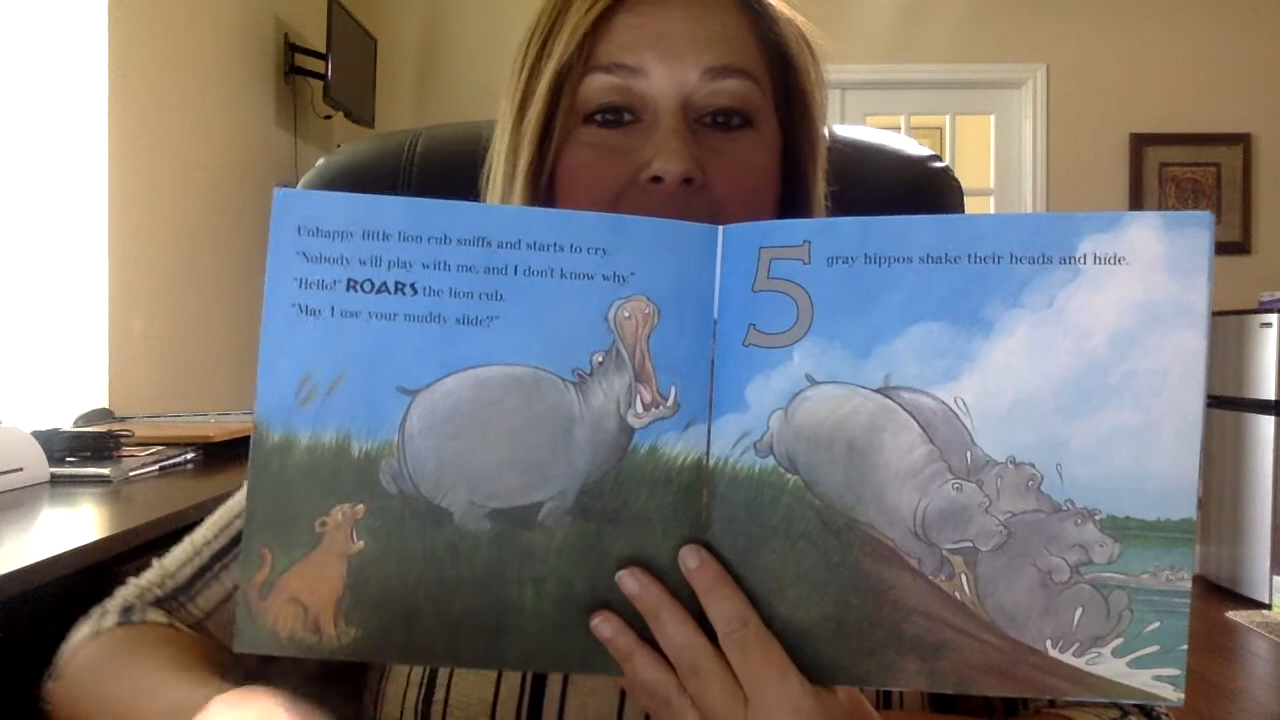 Unhappy little lion cub sniffs and starts to cry.
"Nobody will play with me, and I don't know why."
"Hello!" ROARS the lion cub.
"May I use your muddy slide?"
5 gray hippos shake their heads and hide.